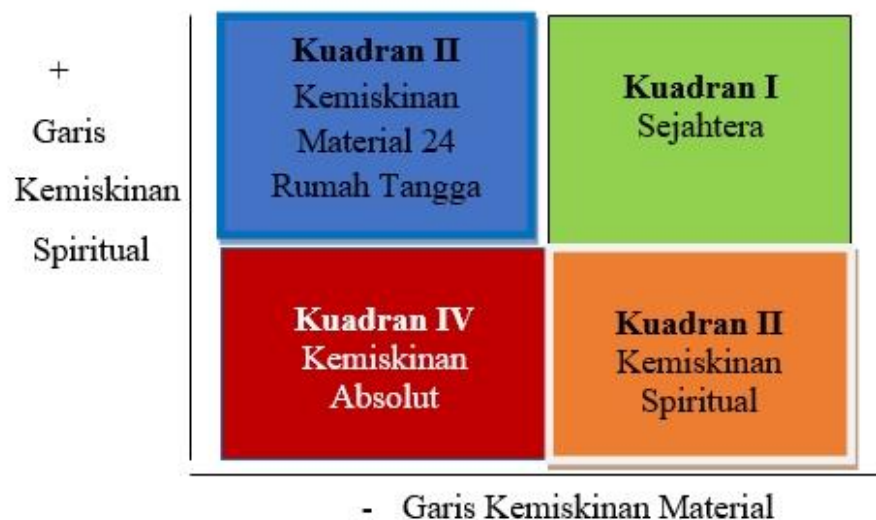 +
Garis
Kemiskinan
Spiritual
Kuadran II
Kemiskinan
Material 24
Rumah Tangga
Kuadran I
Sejahtera
Kuadran IV
Kemiskinan
Absolut
Kuadran II
Kemiskinan
Spiritual
- Garis Kemiskinan Material